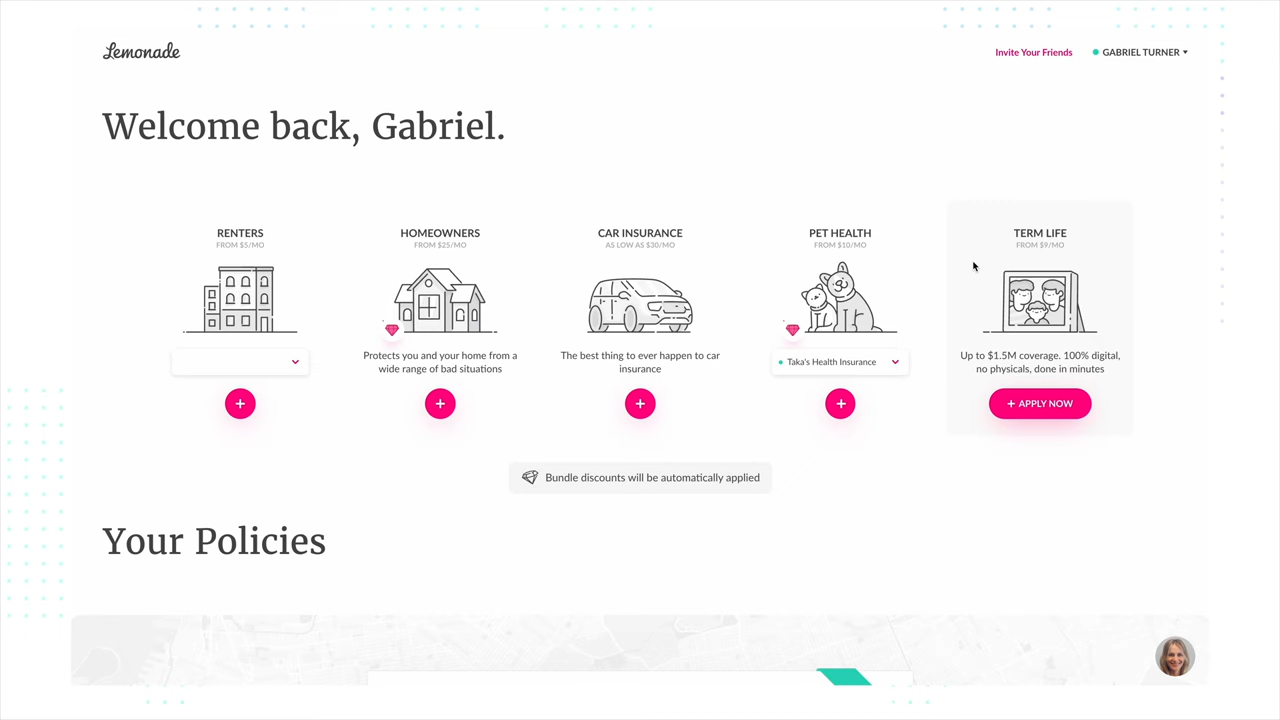 Lemonade
Invite Your Friends
GABRIEL TURNER
Welcome back, Gabriel.
RENTERS
FROM $5/MO
HOMEOWNERS
FROM $25/MO
Protects you and your home from a
wide range of bad situations
CAR INSURANCE
AS LOW AS $30/MO
The best thing to ever happen to car
insurance
PET HEALTH
FROM $10/MO
Taka's Health Insurance
TERM LIFE
FROM $9/MO
Up to $1.5M coverage. 100% digital,
no physicals, done in minutes
+ APPLY NOW
Bundle discounts will be automatically applied
Your Policies